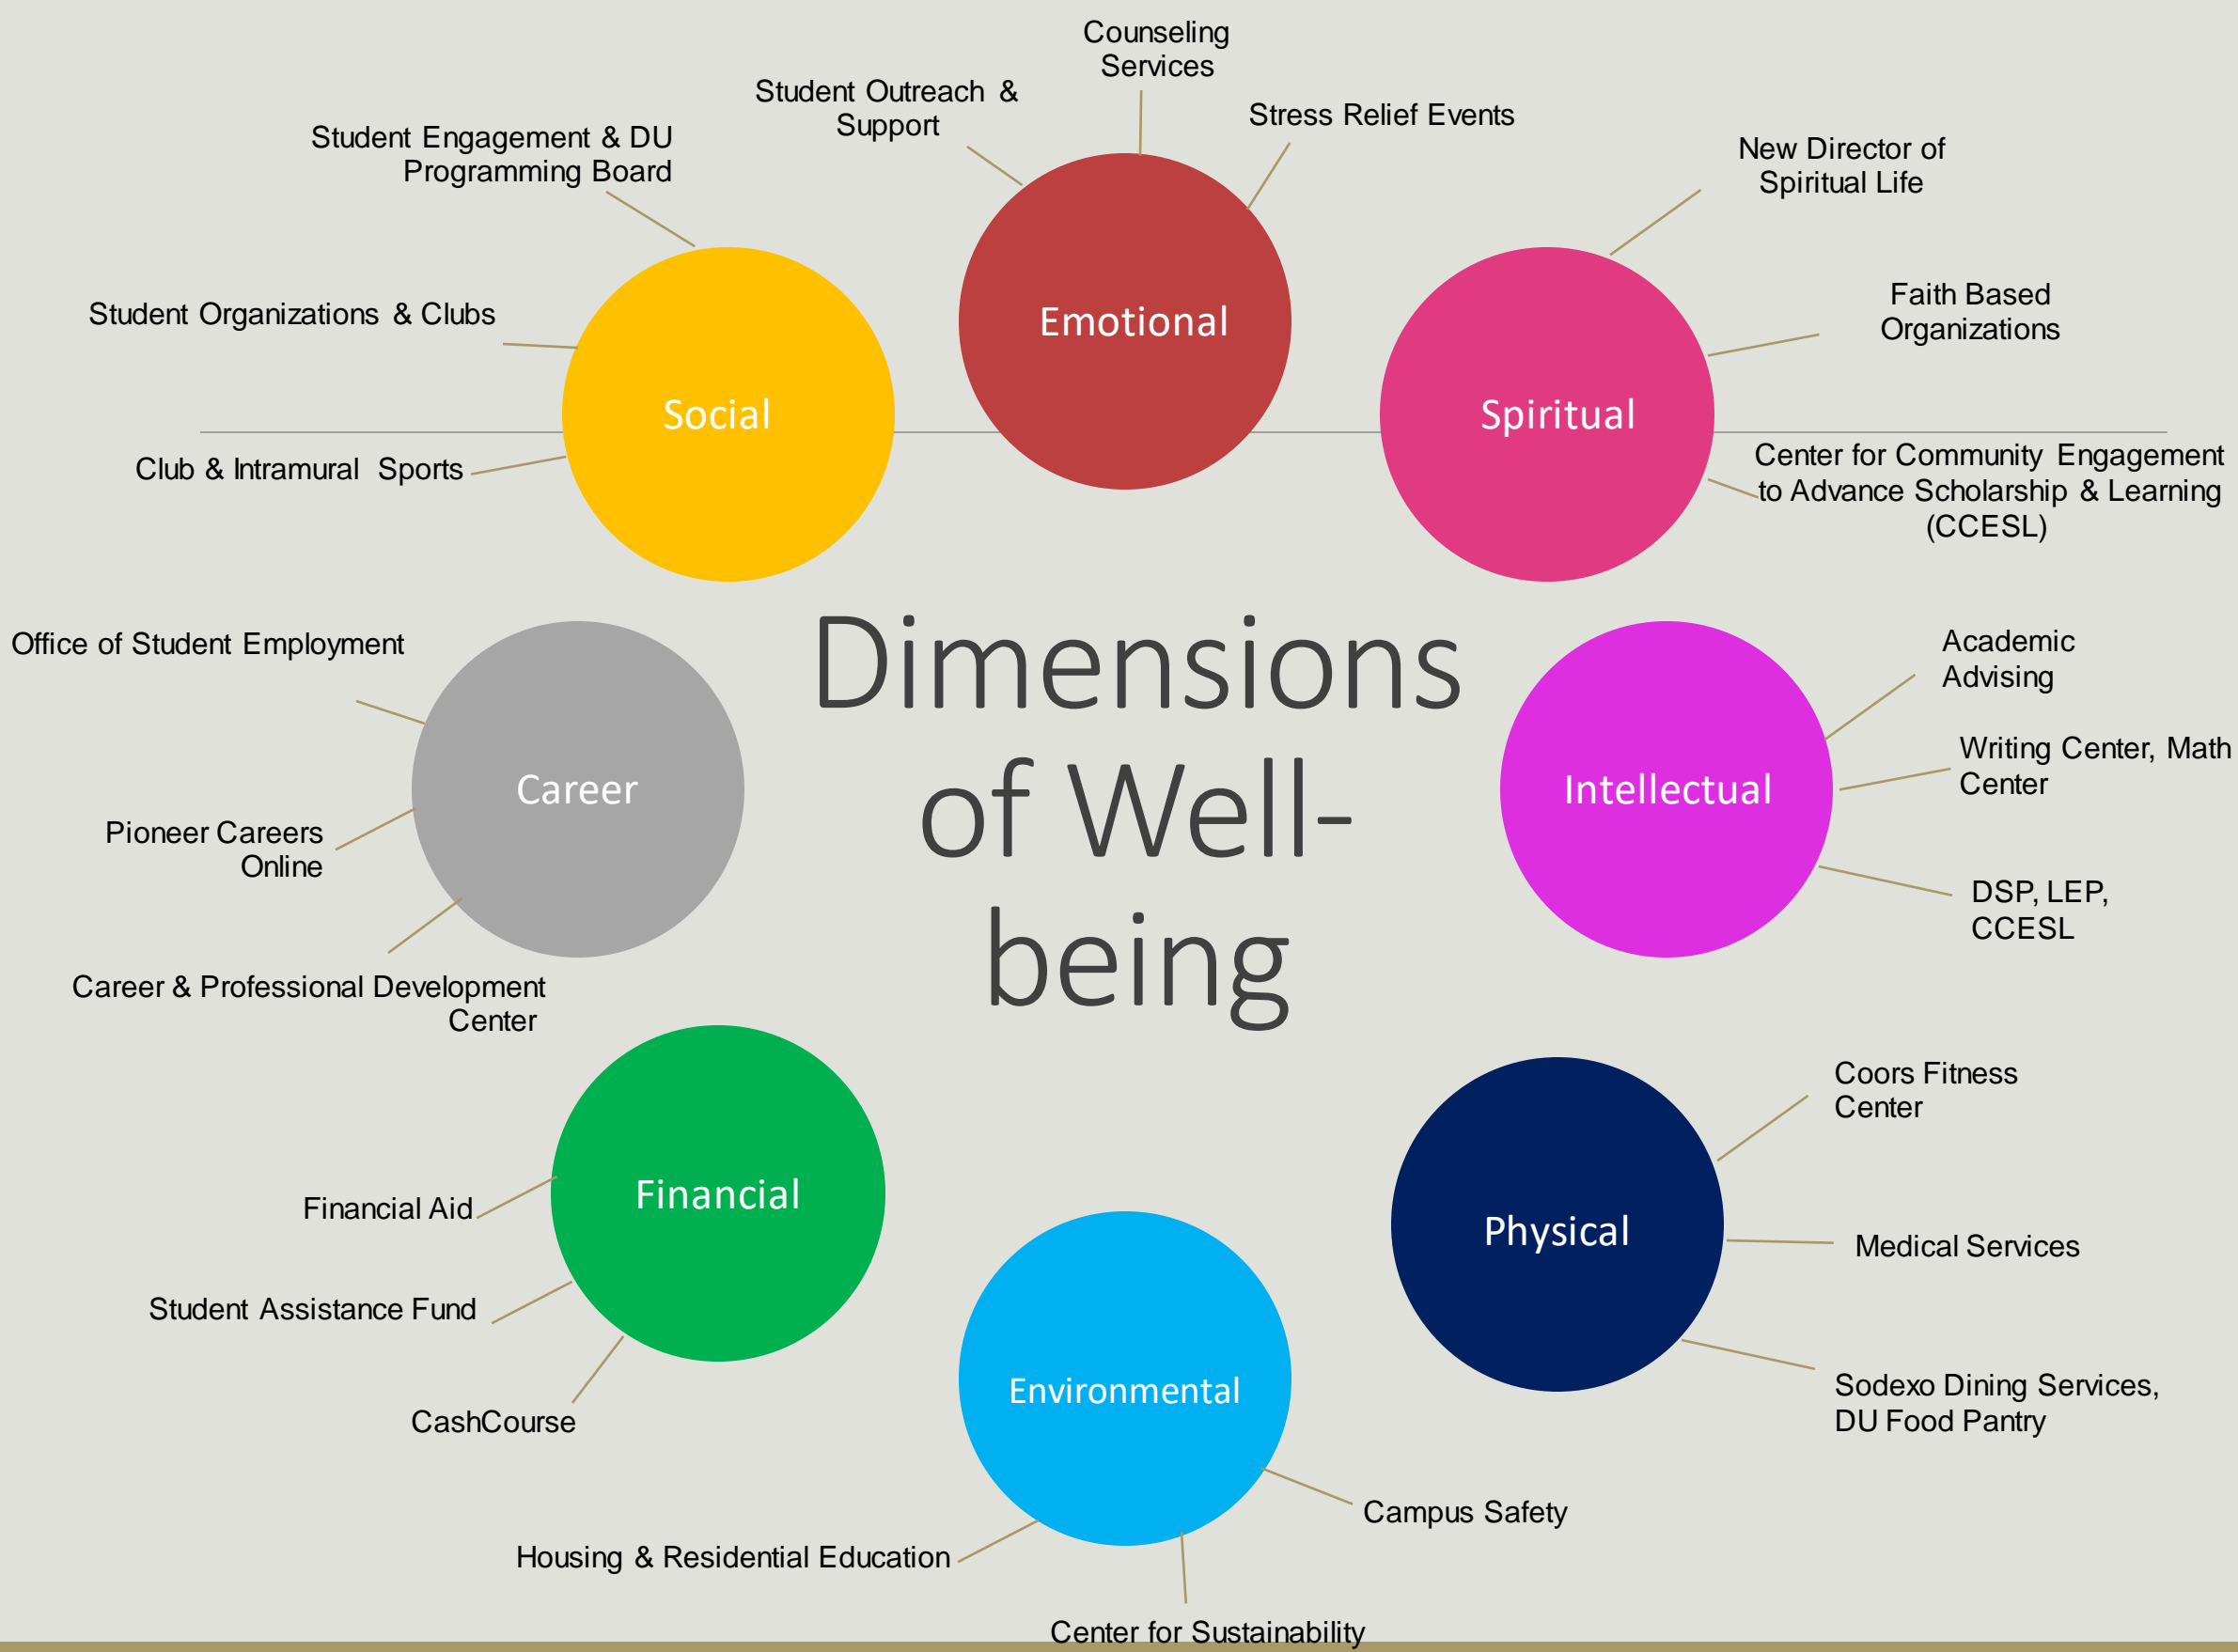 Counseling
Services
Student Outreach &
Support
Stress Relief Events
Student Engagement & DU
Programming Board
New Director of
Spiritual Life
Student Organizations & Clubs
Faith Based
Organizations
Emotional
Social
Spiritual
Club & Intramural Sports
Center for Community Engagement
to Advance Scholarship & Learning
(CCESL)
Dimensions
of Well-
being
Office of Student Employment
Career
Pioneer Careers
Online
Career & Professional Development
Center
Academic
Advising
Writing Center, Math
Center
Intellectual
DSP, LEP,
CCESL
Financial
Financial Aid
Student Assistance Fund
CashCourse
Coors Fitness
Center
Physical
Medical Services
Sodexo Dining Services,
DU Food Pantry
Environmental
Campus Safety
Housing & Residential Education
Center for Sustainability